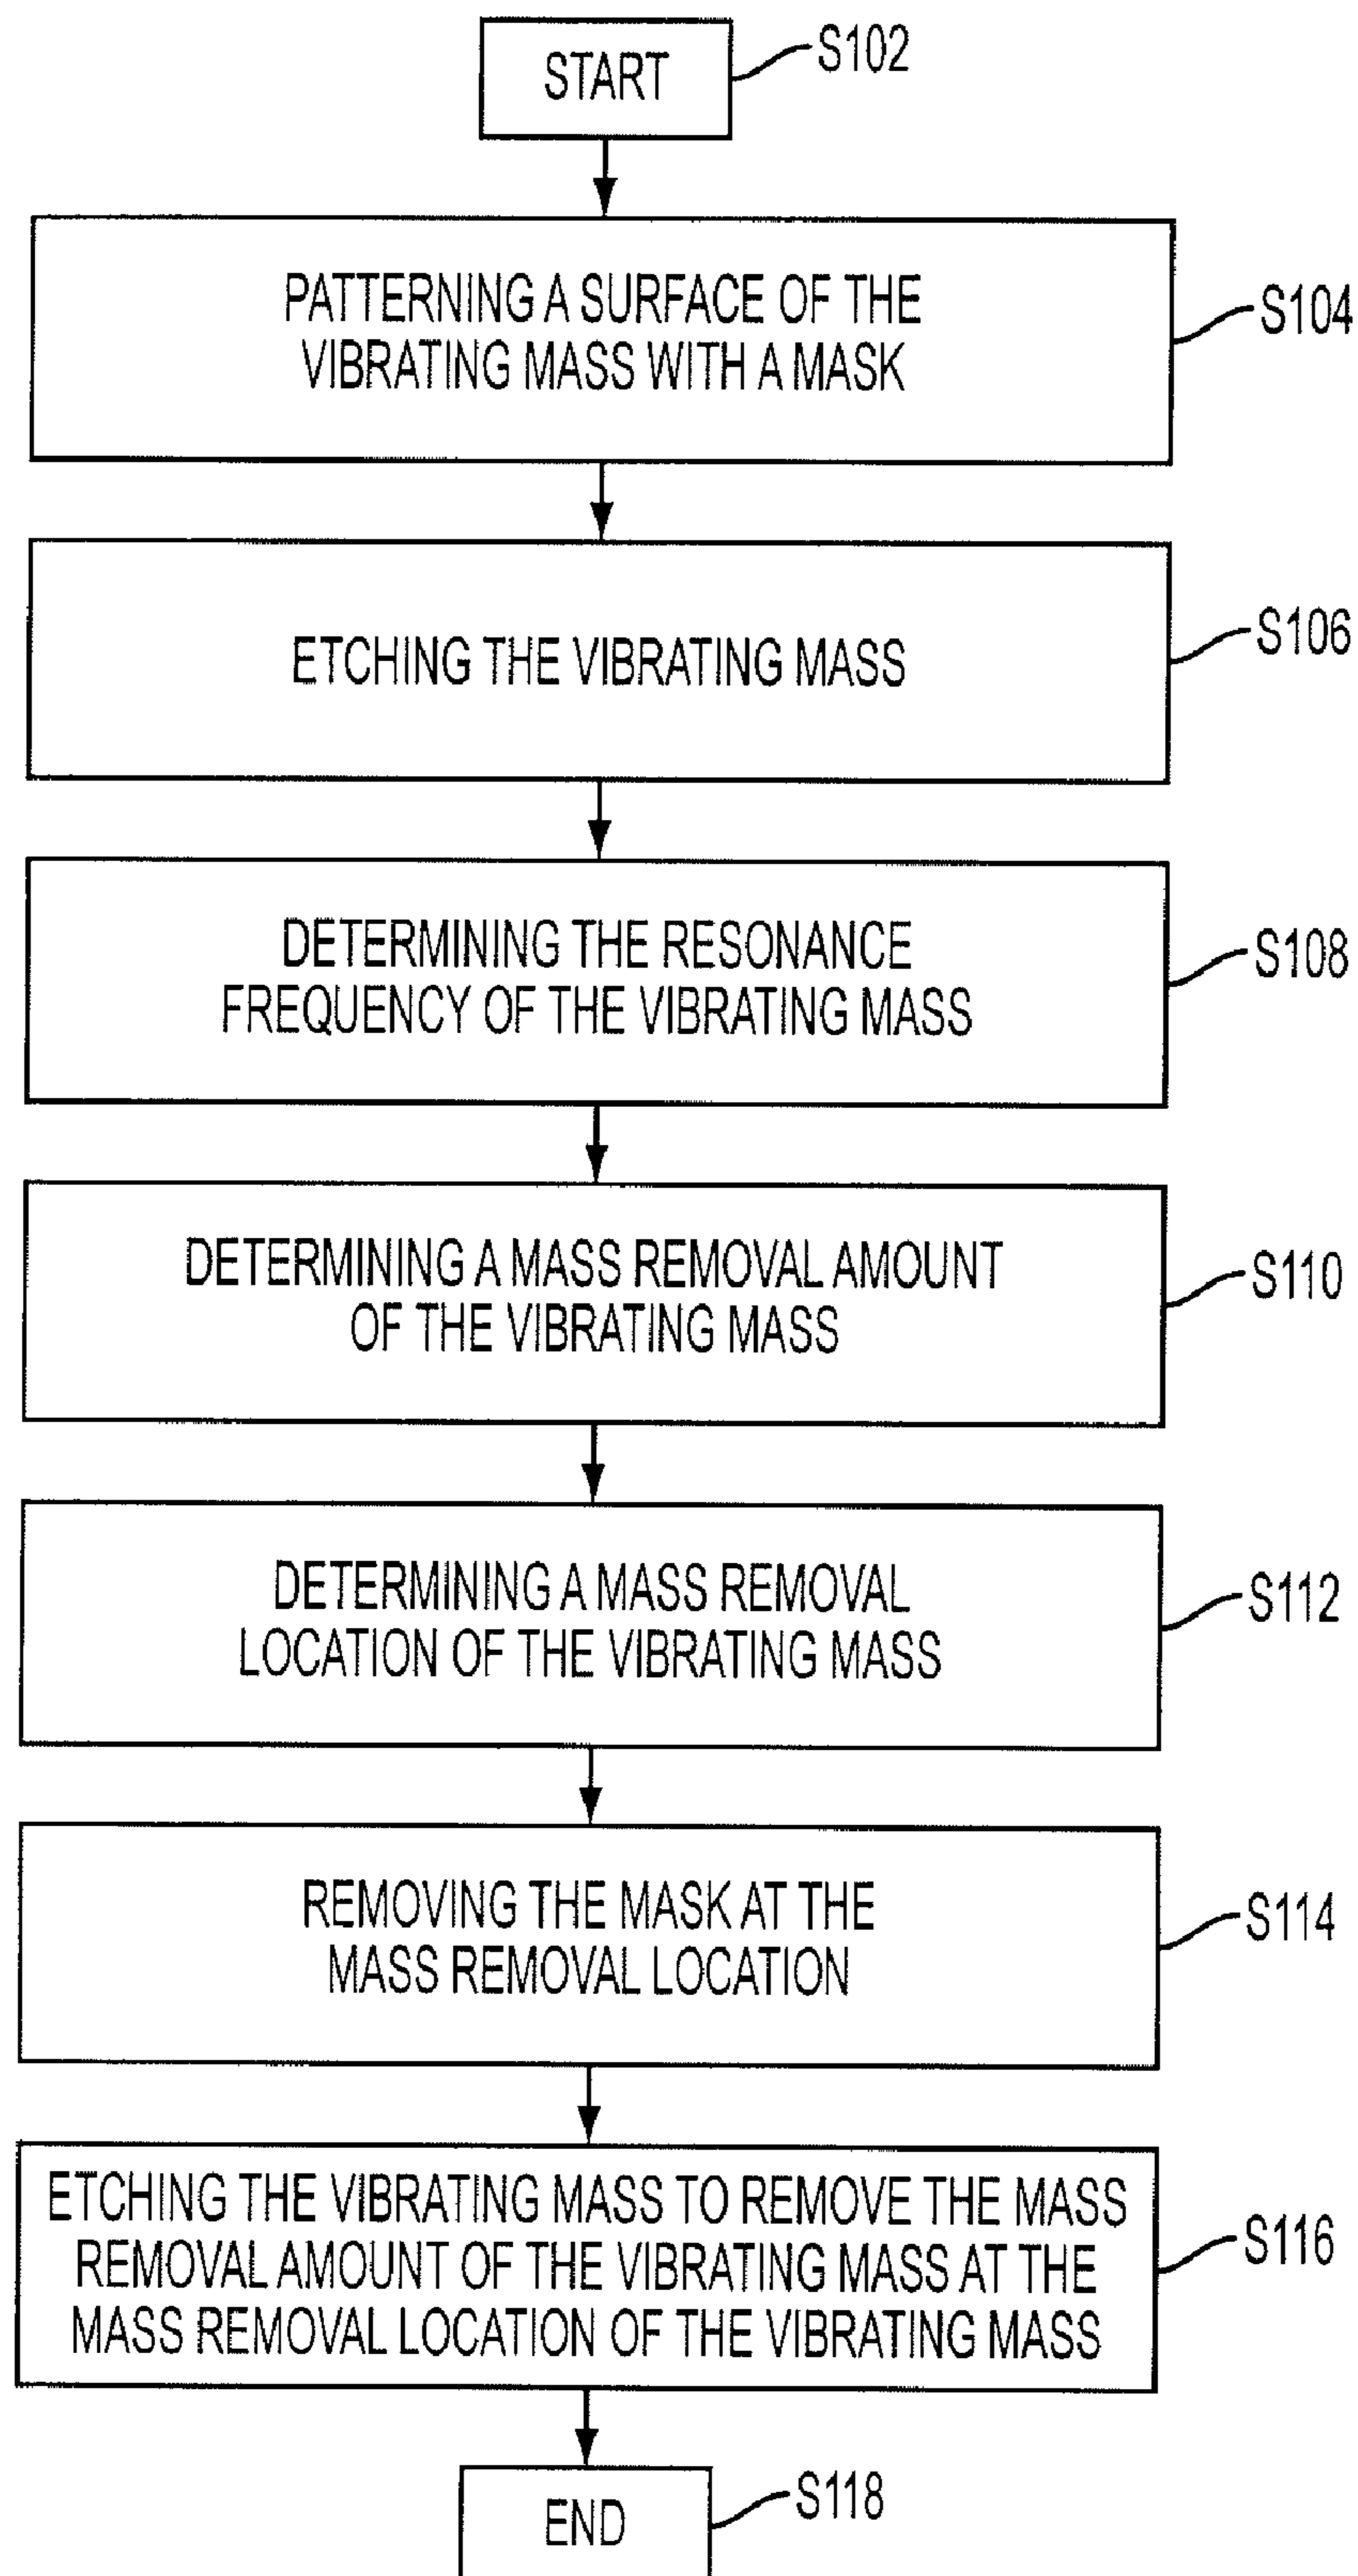 START
S102
PATTERNING A SURFACE OF THE
VIBRATING MASS WITH A MASK
S104
ETCHING THE VIBRATING MASS
S106
DETERMINING THE RESONANCE
FREQUENCY OF THE VIBRATING MASS
S108
DETERMINING A MASS REMOVAL AMOUNT
OF THE VIBRATING MASS
S110
DETERMINING A MASS REMOVAL
LOCATION OF THE VIBRATING MASS
S112
REMOVING THE MASK AT THE
MASS REMOVAL LOCATION
S114
ETCHING THE VIBRATING MASS TO REMOVE THE MASS
REMOVAL AMOUNT OF THE VIBRATING MASS AT THE
MASS REMOVAL LOCATION OF THE VIBRATING MASS
S116
END
S118